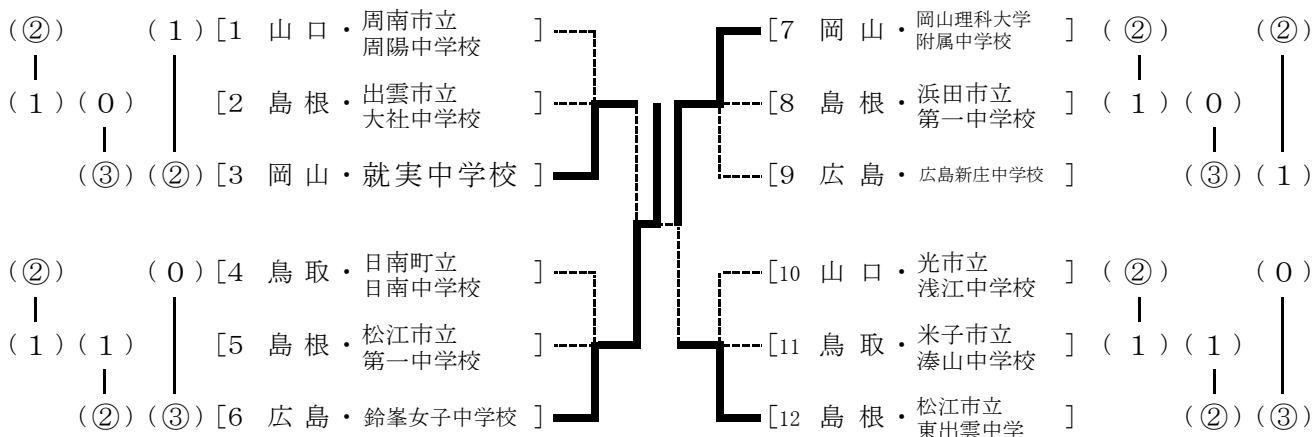 (②) (1) [1 山口・周南市立周陽中学校]
(1) (0) [2 島根・出雲市立大社中学校]
(③) (②) [3 岡山・就実中学校]
(②) (0) [4 鳥取・日南町立日南中学校]
(1) (1) [5 島根・松江市立第一中学校]
(②) (③) [6 広島・鈴峯女子中学校]
[7 岡山・岡山理科大学附属中学校] (②) (②)
[8 島根・浜田市立第一中学校] (1) (0)
[9 広島・広島新庄中学校] (③) (1)
[10 山口・光市立浅江中学校] (②) (0)
[11 鳥取・米子市立湊山中学校] (1) (1)
[12 島根・松江市立東出雲中学] (②) (③)